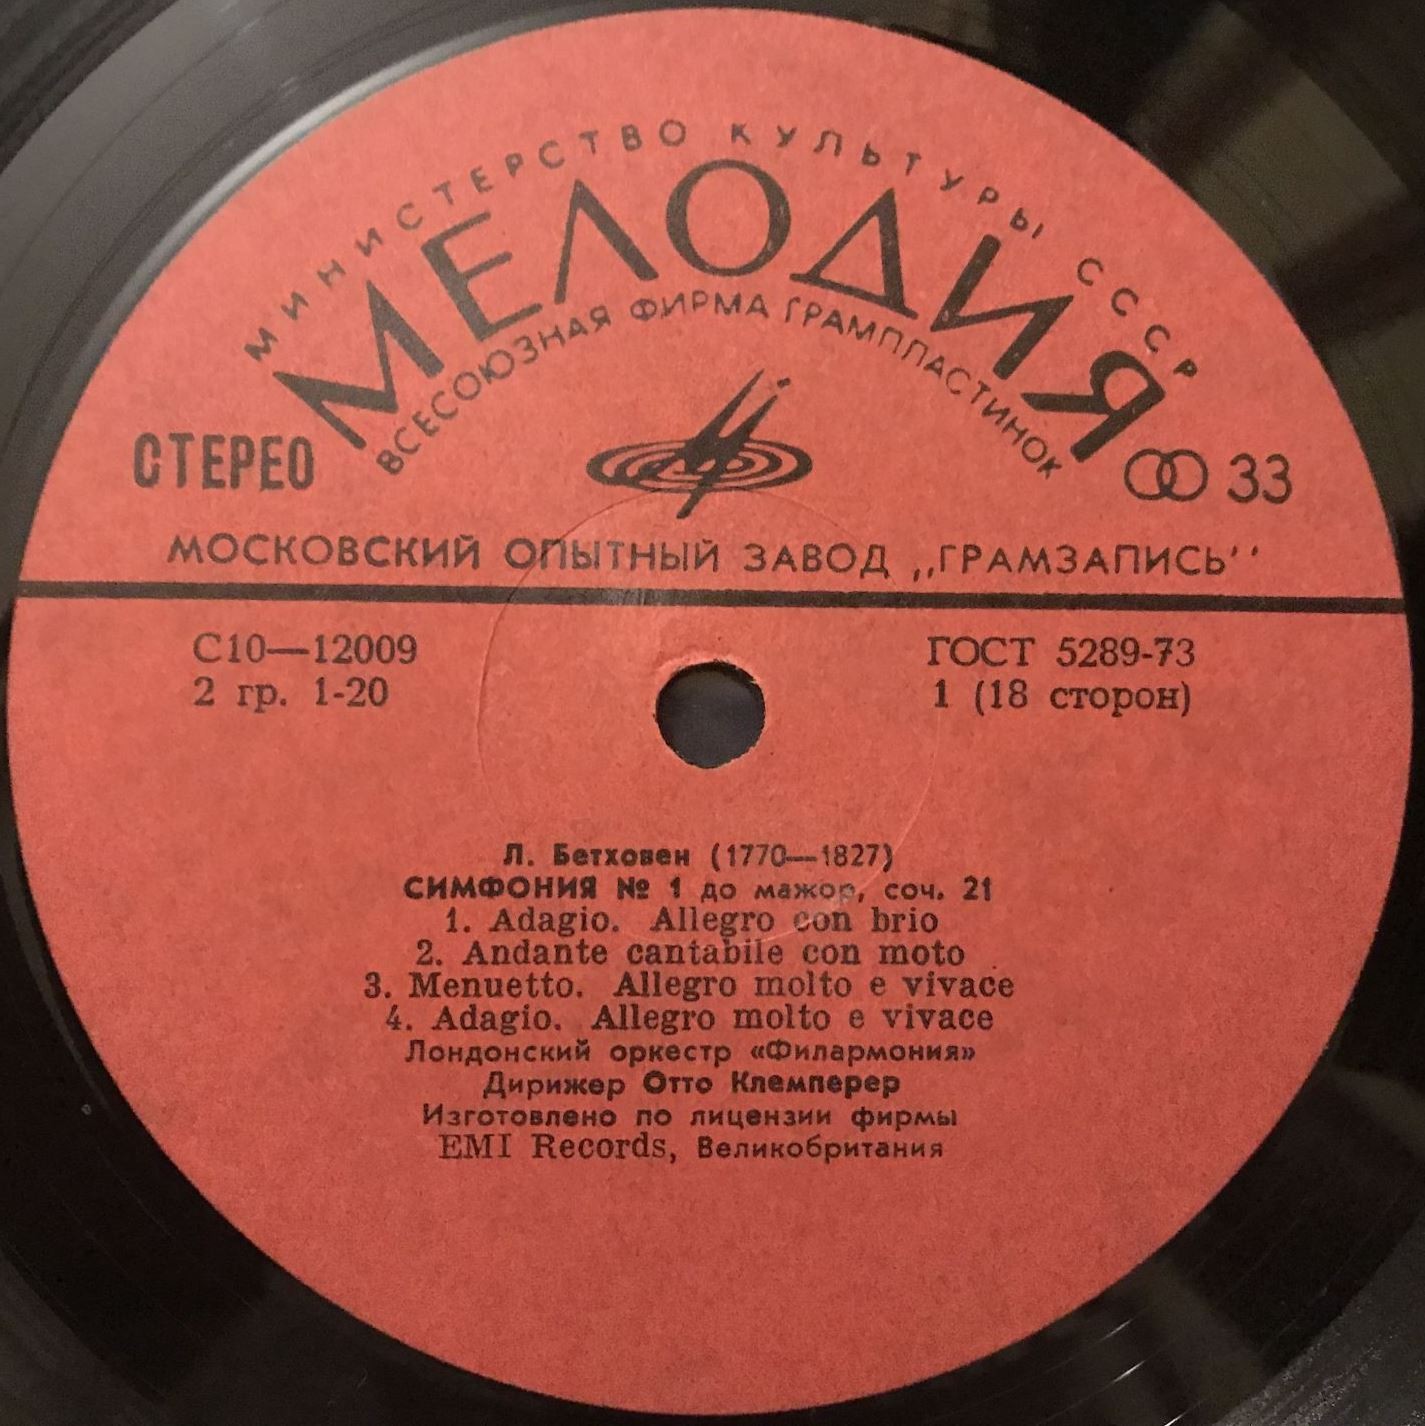 МИНИСТЕРСТВО КУЛЬТУРЫ СССР
МЕЛОДИЯ
ВСЕСОЮЗНАЯ ФИРМА ГРАМПЛАСТИНОК
СТЕРЕО
33
МОСКОВСКИЙ ОПЫТНЫЙ ЗАВОД ,,ГРАМЗАПИСЬ''
С10—12009
ГОСТ 5289-73
2 гр. 1-20
1 (18 сторон)
Л. Бетховен (1770—1827)
СИМФОНИЯ № 1 до мажор, соч. 21
1. Adagio. Allegro con brio
2. Andante cantabile con moto
3. Menuetto. Allegro molto e vivace
4. Adagio. Allegro molto e vivace
Лондонский оркестр «Филармония»
Дирижер Отто Клемперер
Изготовлено по лицензии фирмы
EMI Records, Великобритания